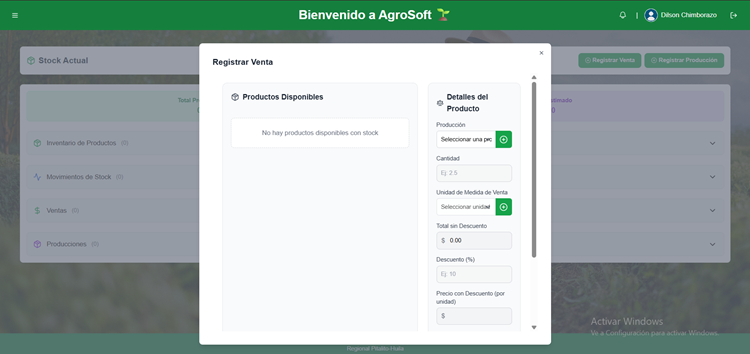 Bienvenido a AgroSoft
| Dilson Chimborazo
Stock Actual
Registrar Venta
Registrar Producción
Registrar Venta
×
Productos Disponibles
No hay productos disponibles con stock
Detalles del
Producto
Producción
Seleccionar una prc
Cantidad
Ej: 2.5
Unidad de Medida de Venta
Seleccionar unidad
Total sin Descuento
$ 0.00
Descuento (%)
Ej: 10
Precio con Descuento (por
unidad)
$
Total Pr
Inventario de Productos (0)
Movimientos de Stock (0)
Ventas (0)
Producciones (0)
Activar Windows
Ve a Configuración para activar Windows.
Regional Pitalito Huila